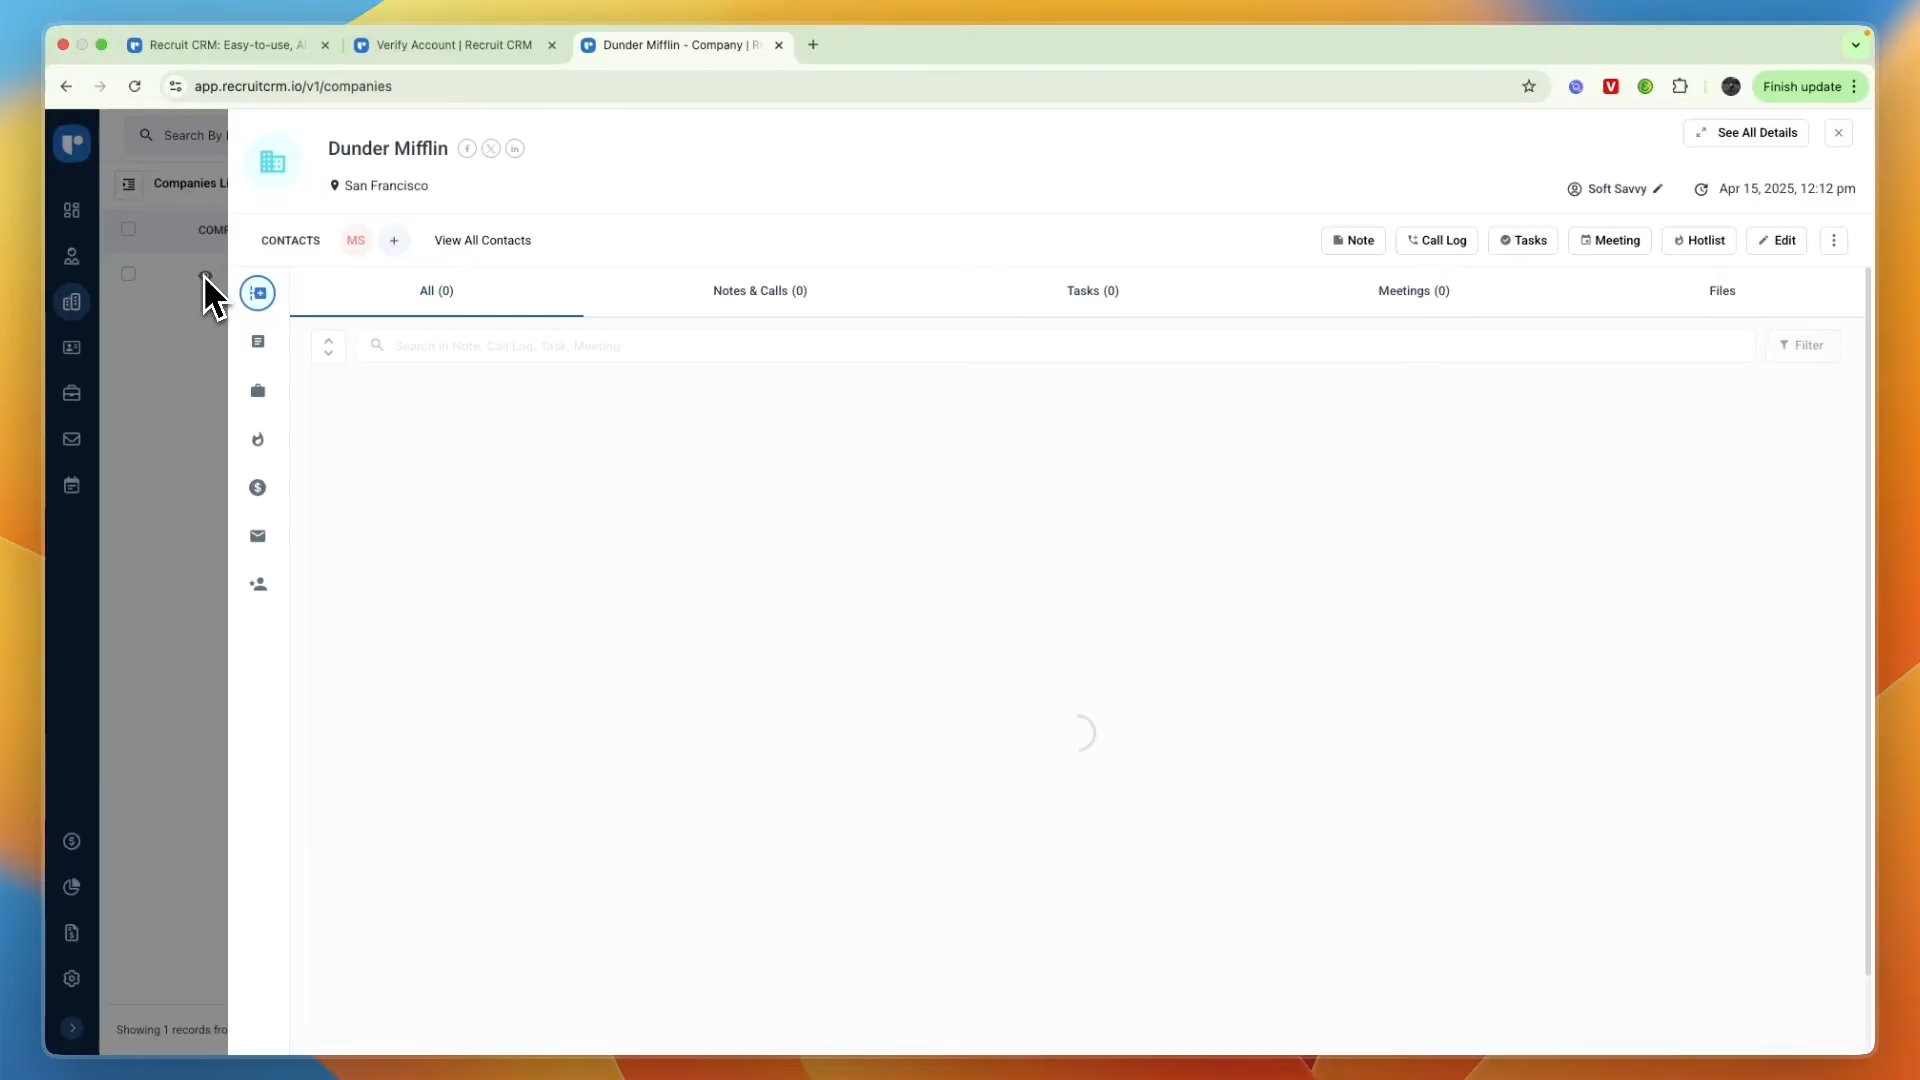 Recruit CRM: Easy-to-use, A
Verify Account | Recruit CRM
Dunder Mifflin - Company | R
app.recruitcrm.io/v1/companies
Finish update
Search By
Companies Li
COMP
Showing 1 records fro
Dunder Mifflin
San Francisco
See All Details
Soft Savvy
Apr 15, 2025, 12:12 pm
CONTACTS
MS
View All Contacts
Note
Call Log
Tasks
Meeting
Hotlist
Edit
All (0)
Notes & Calls (0)
Tasks (0)
Meetings (0)
Files
Search in Note, Call Log, Task, Meeting
Filter